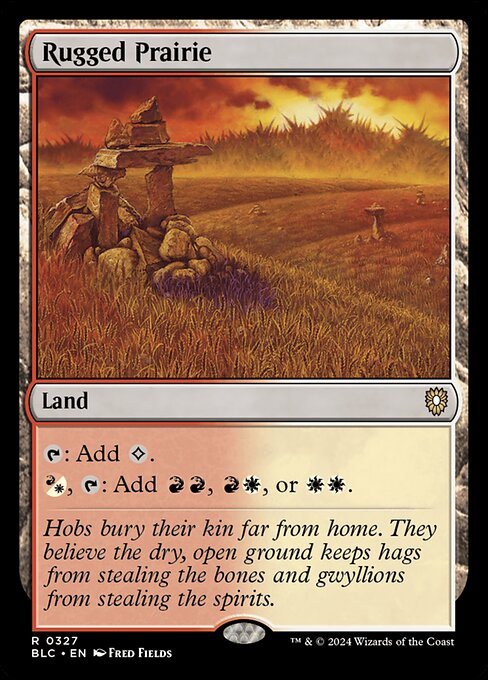 Rugged Prairie
Land
: Add .
, : Add , , or .
Hobs bury their kin far from home. They
believe the dry, open ground keeps hags
from stealing the bones and gwyllions
from stealing the spirits.
R 0327
BLC • EN FRED FIELDS
™ & © 2024 Wizards of the Coast